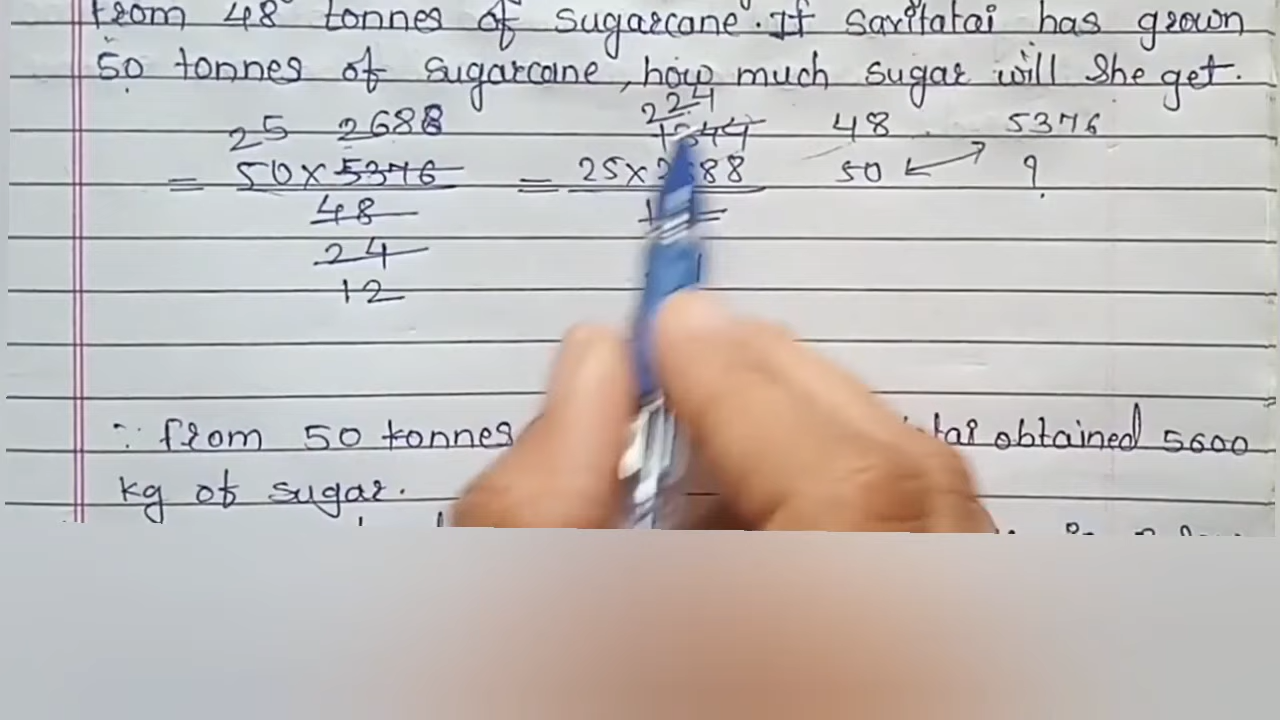 from 48 tonnes of sugarcane. If saritatai has grown
50 tonnes of sugarcane, how much sugar will she get.
25 2688 224 1344 48 5376
= 50 × 5376 = 25 × 2688 50 ?
48
24
12
∵ from 50 tonnes obtained 5600
kg of sugar.